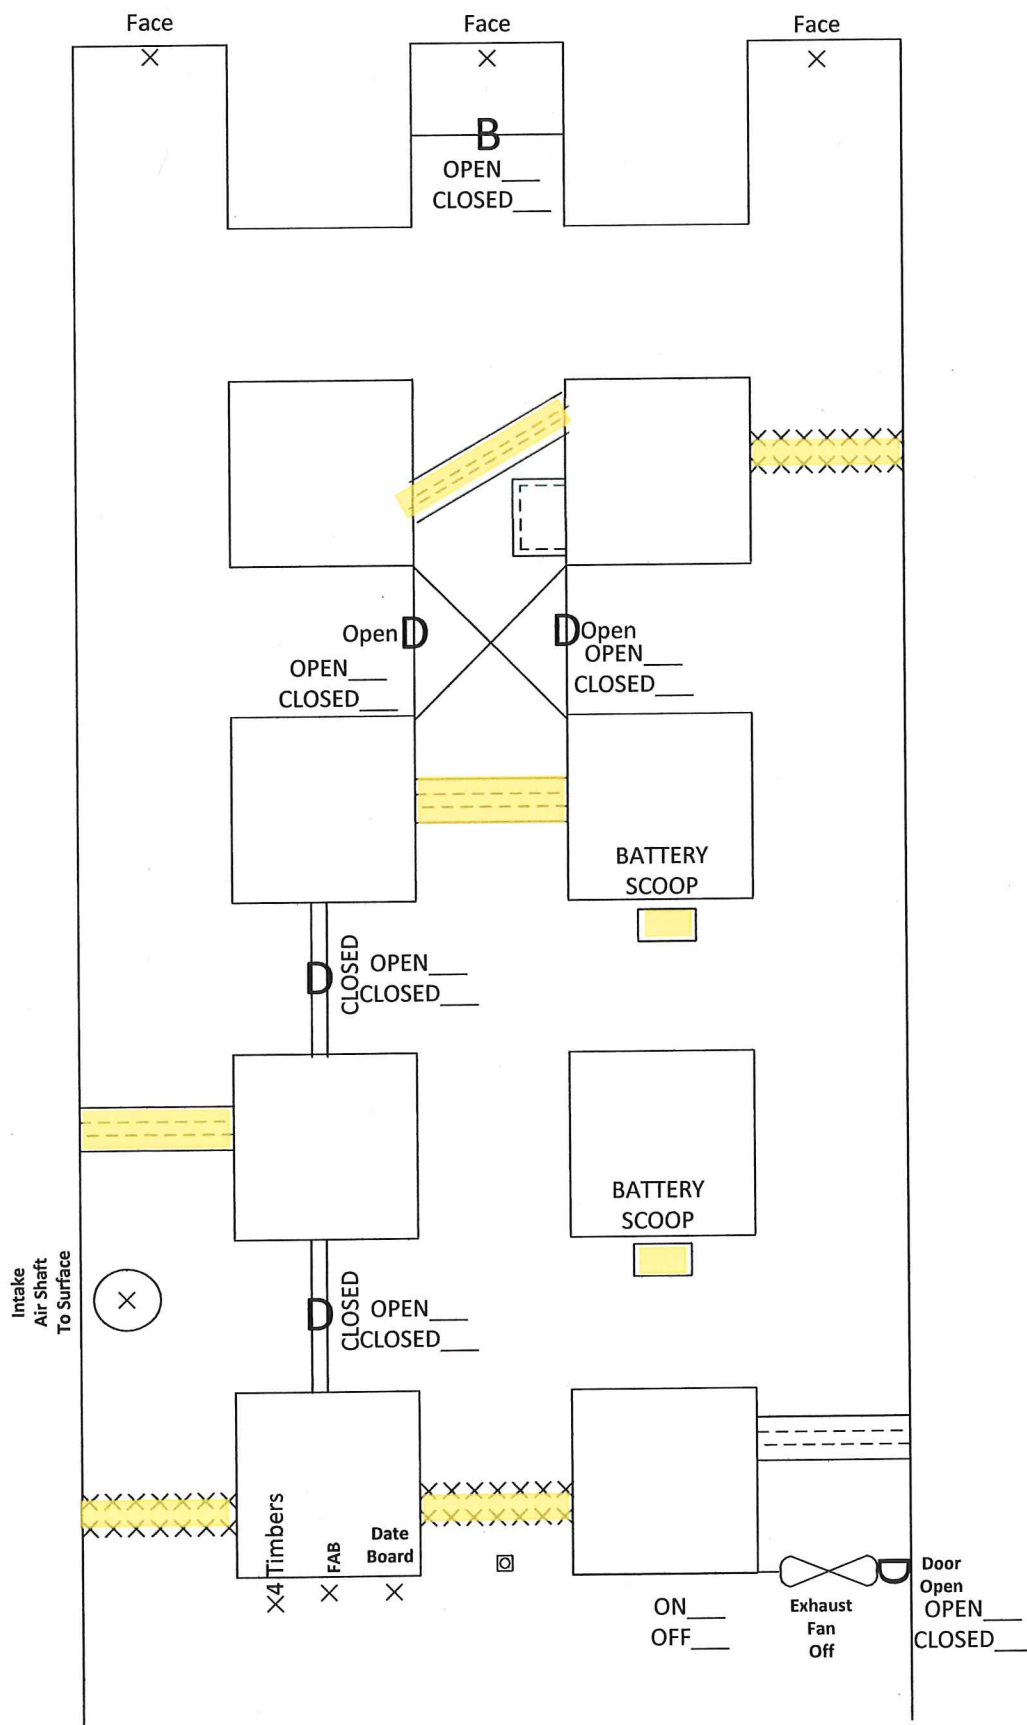 Face
Face
Face
B
OPEN___
CLOSED___
Open D
D Open
OPEN___
CLOSED___
OPEN___
CLOSED___
BATTERY
SCOOP
D
CLOSED
OPEN___
CLOSED___
BATTERY
SCOOP
Intake
Air Shaft
To Surface
D
CLOSED
OPEN___
CLOSED___
4 Timbers
FAB
Date
Board
ON___
OFF___
Exhaust
Fan
Off
D
Door
Open
OPEN___
CLOSED___